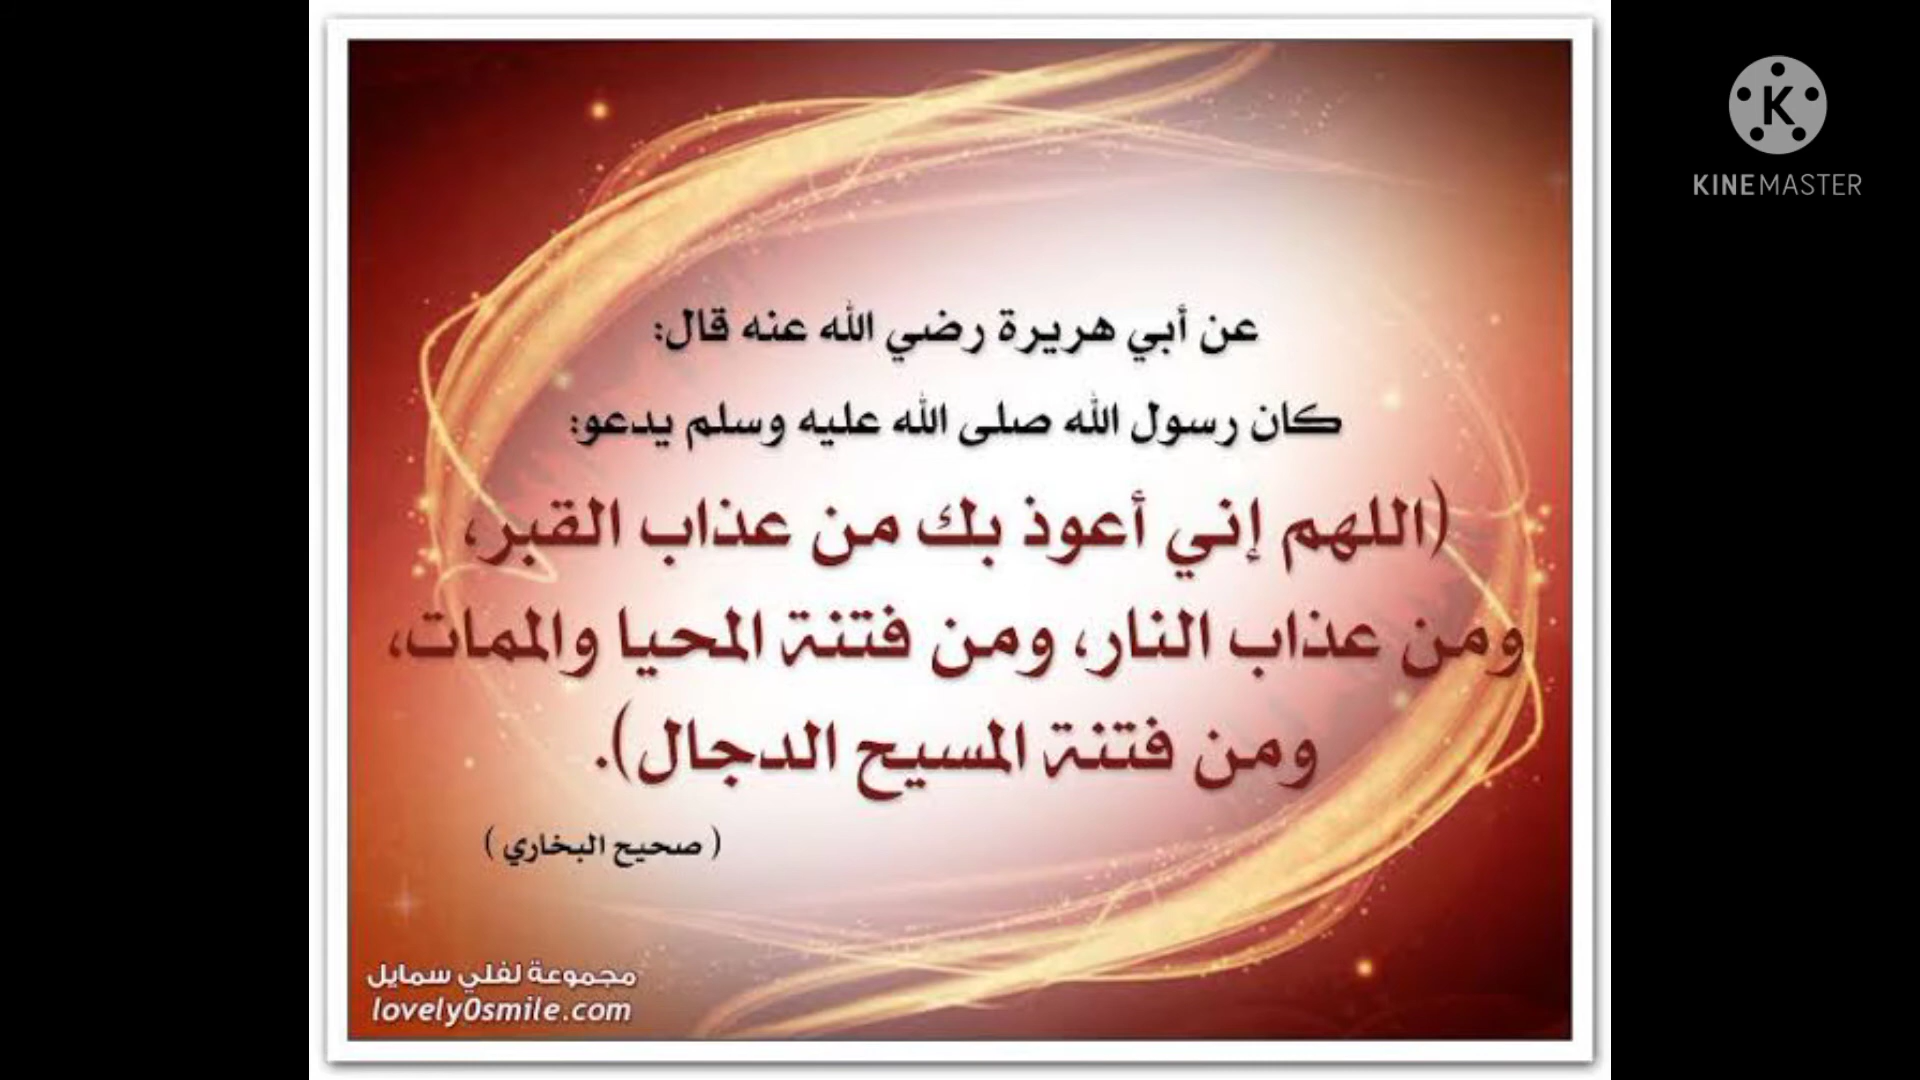 KINEMASTER
عن أبي هريرة رضي الله عنه قال:
كان رسول الله صلى الله عليه وسلم يدعو:
(اللهم إني أعوذ بك من عذاب القبر،
ومن عذاب النار، ومن فتنة المحيا والممات،
ومن فتنة المسيح الدجال).
( صحيح البخاري )
مجموعة لفلي سمايل
lovely0smile.com